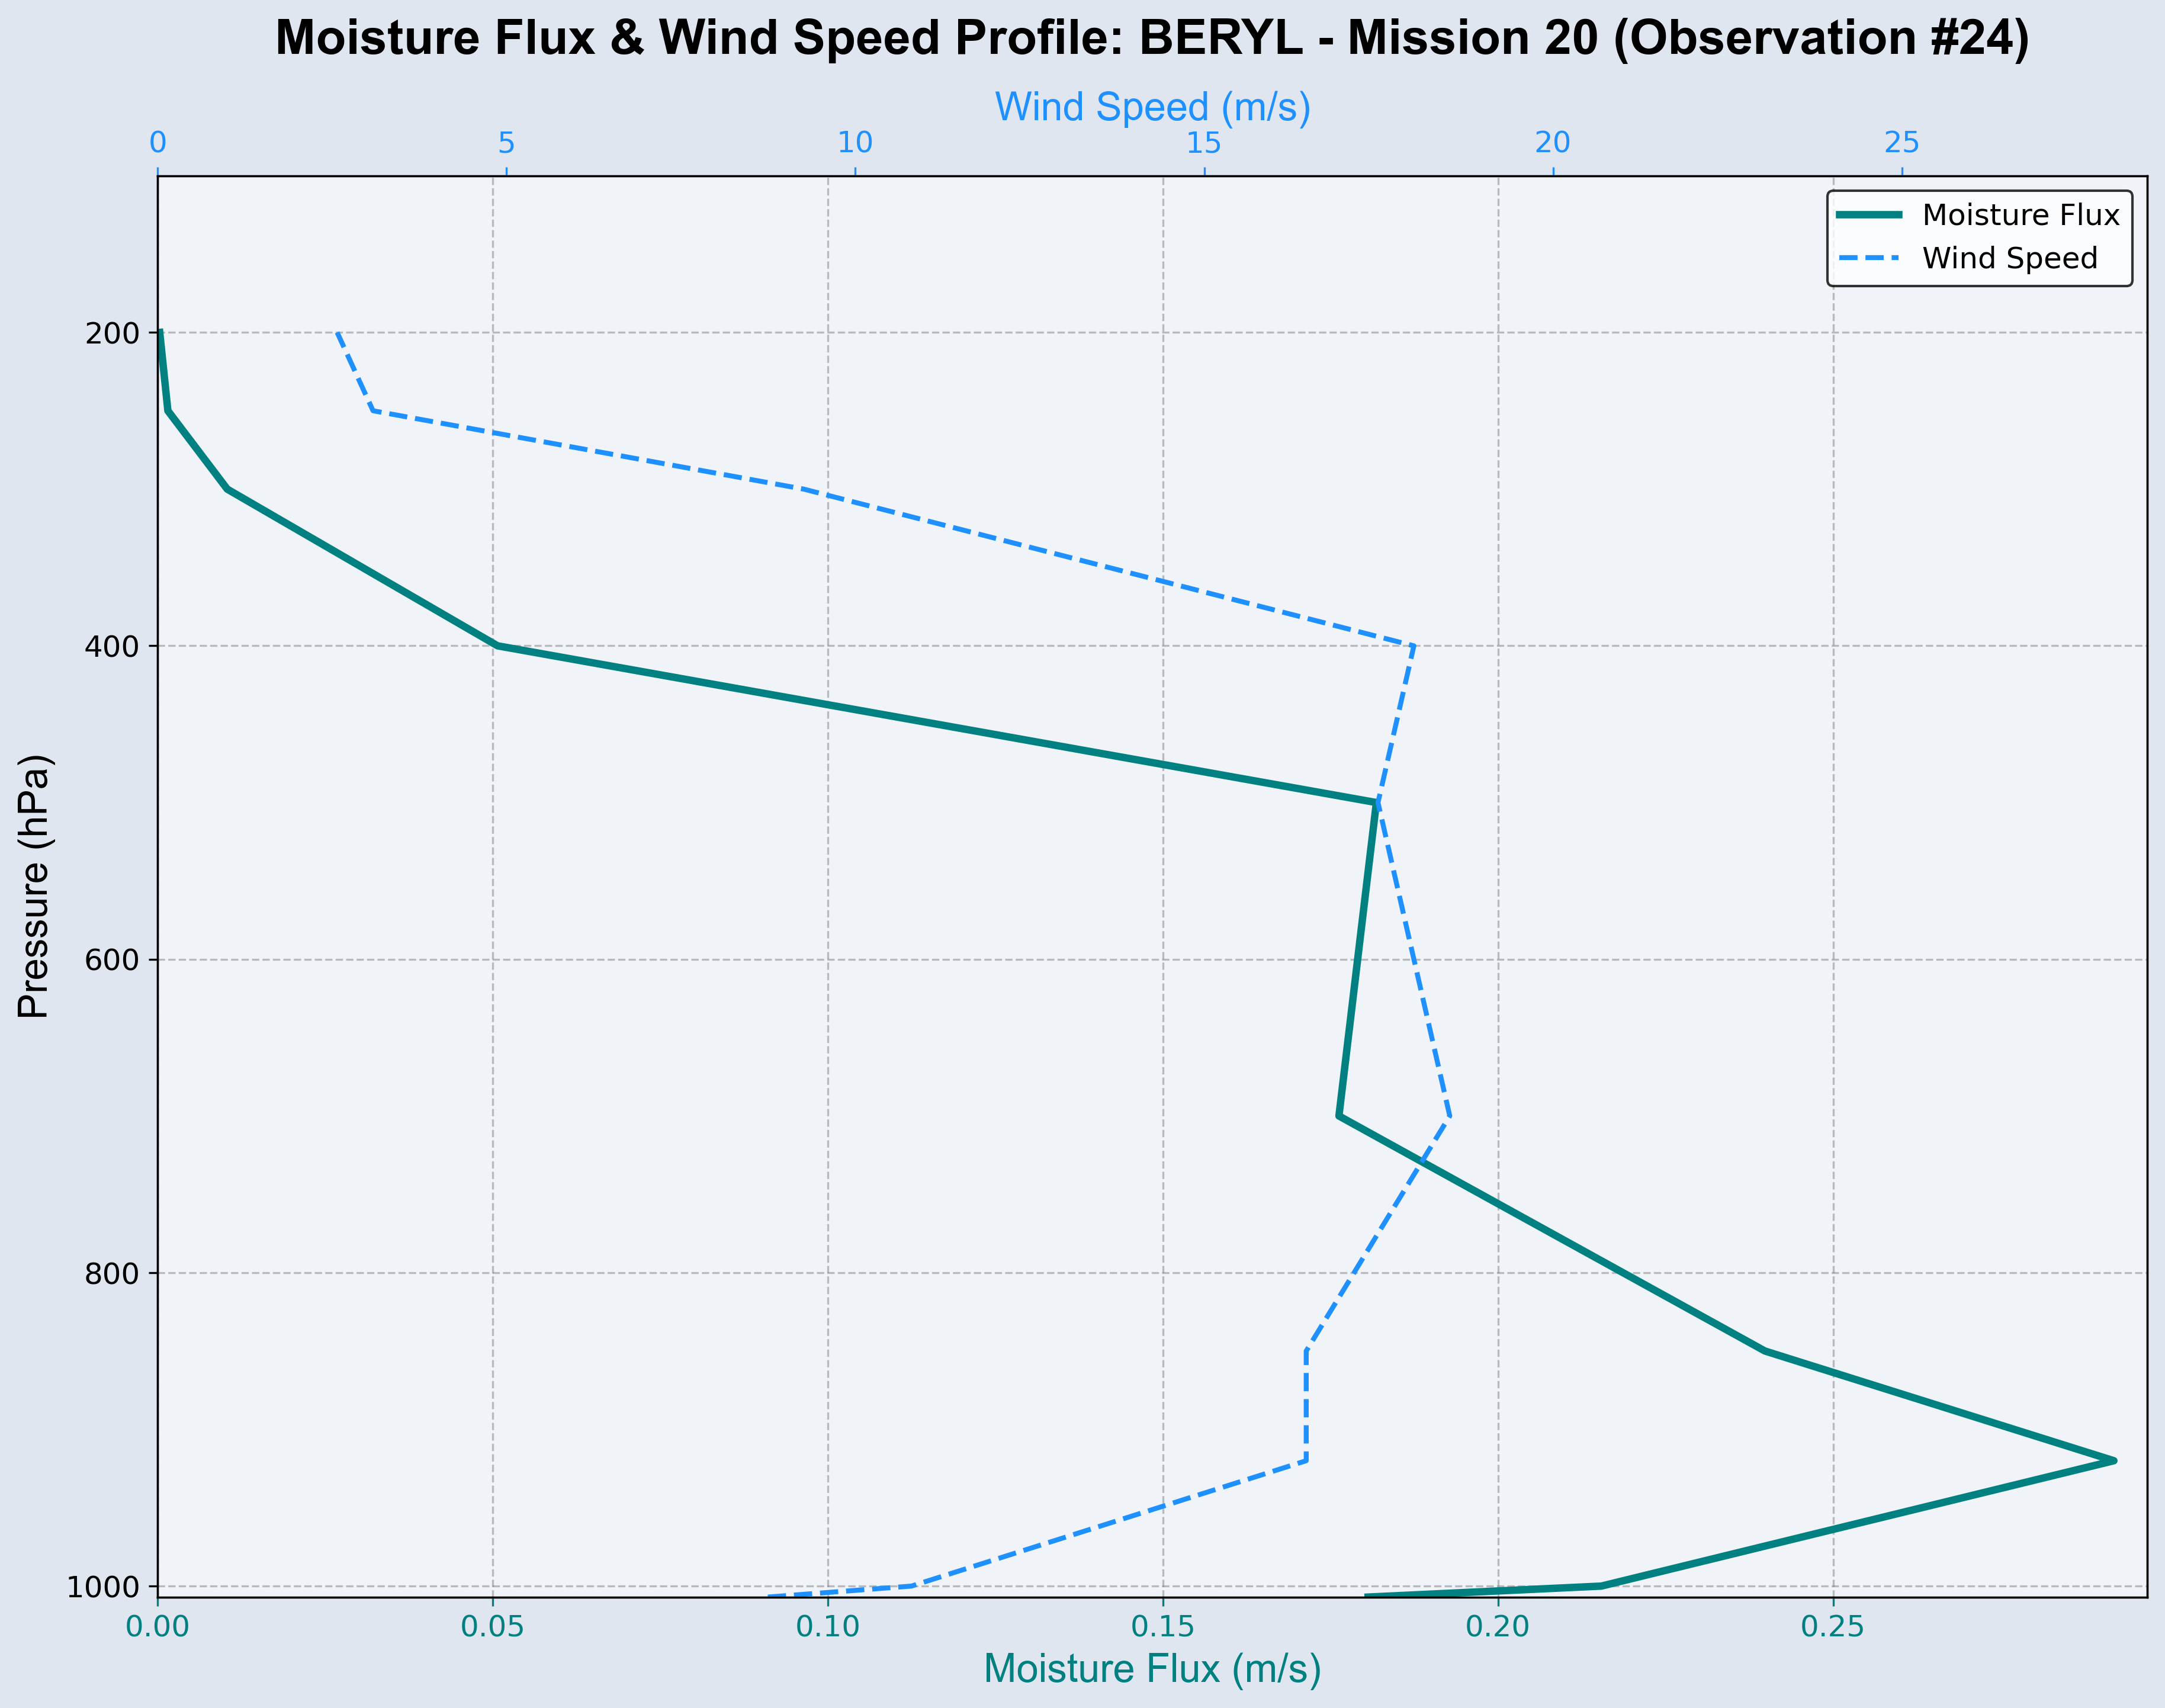 Moisture Flux & Wind Speed Profile: BERYL - Mission 20 (Observation #24)
Wind Speed (m/s)
0 5 10 15 20 25
Moisture Flux
Wind Speed
200
400
600
800
1000
Pressure (hPa)
0.00 0.05 0.10 0.15 0.20 0.25
Moisture Flux (m/s)